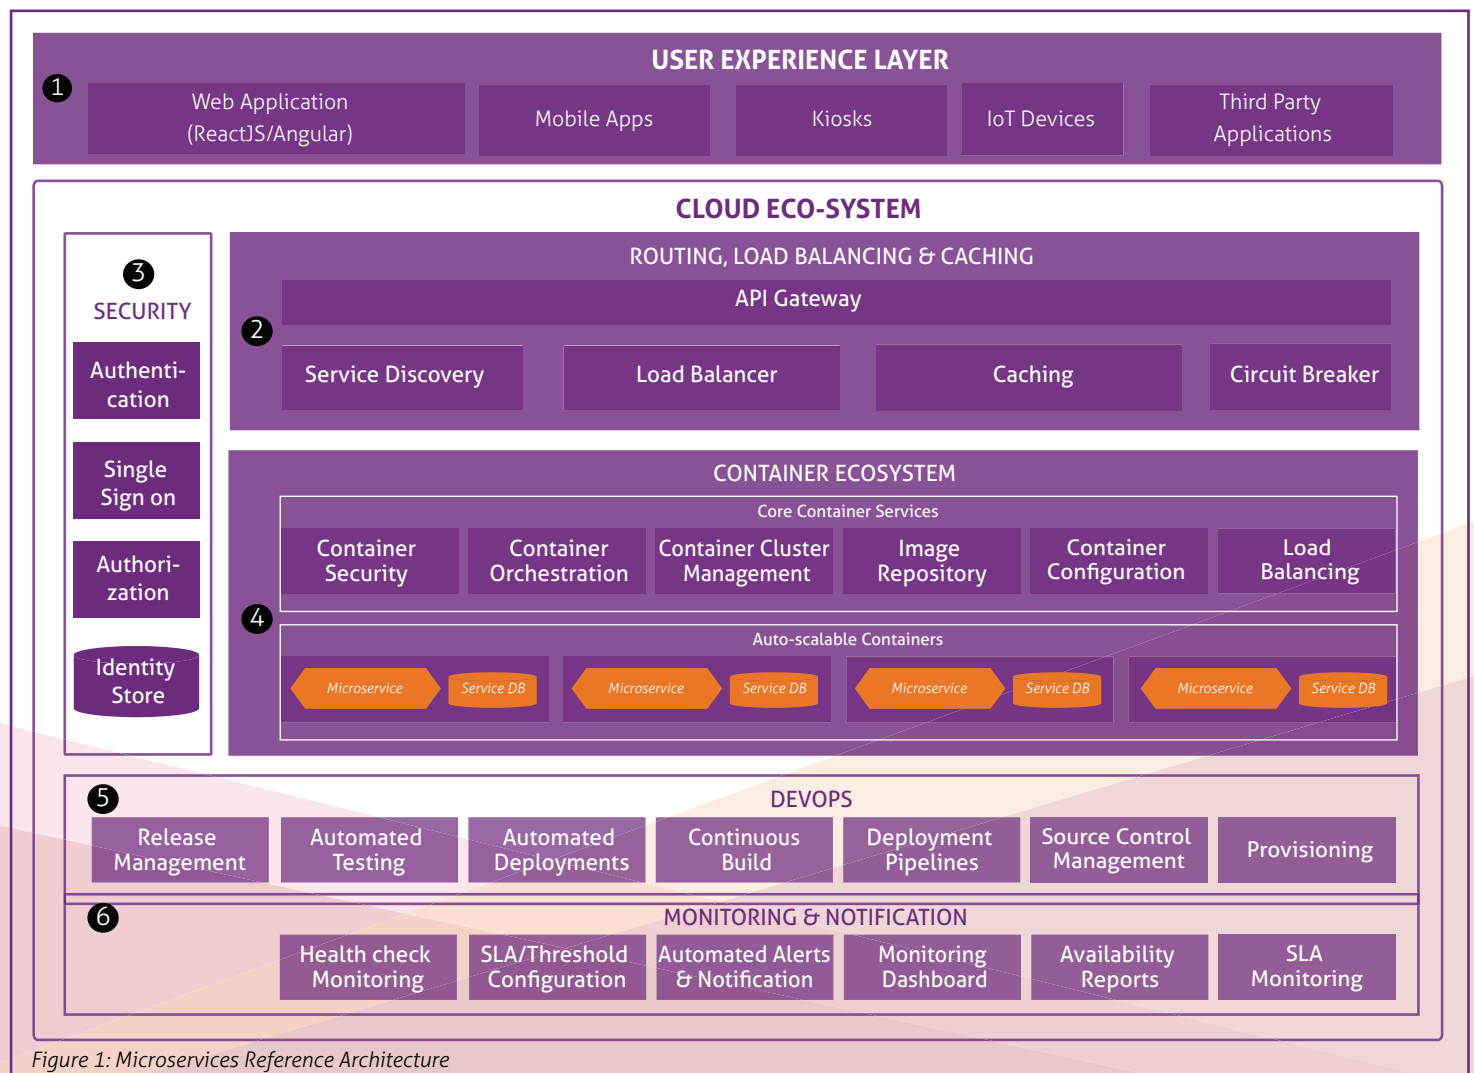 USER EXPERIENCE LAYER
1
Web Application
(ReactJS/Angular)
Mobile Apps
Kiosks
IoT Devices
Third Party
Applications
CLOUD ECO-SYSTEM
3
SECURITY
Authenti-
cation
Single
Sign on
Authori-
zation
Identity
Store
ROUTING, LOAD BALANCING & CACHING
API Gateway
2
Service Discovery
Load Balancer
Caching
Circuit Breaker
CONTAINER ECOSYSTEM
Core Container Services
Container
Security
Container
Orchestration
Container Cluster
Management
Image
Repository
Container
Configuration
Load
Balancing
4
Auto-scalable Containers
Microservice
Service DB
Microservice
Service DB
Microservice
Service DB
Microservice
Service DB
5
DEVOPS
Release
Management
Automated
Testing
Automated
Deployments
Continuous
Build
Deployment
Pipelines
Source Control
Management
Provisioning
6
MONITORING & NOTIFICATION
Health check
Monitoring
SLA/Threshold
Configuration
Automated Alerts
& Notification
Monitoring
Dashboard
Availability
Reports
SLA
Monitoring
Figure 1: Microservices Reference Architecture